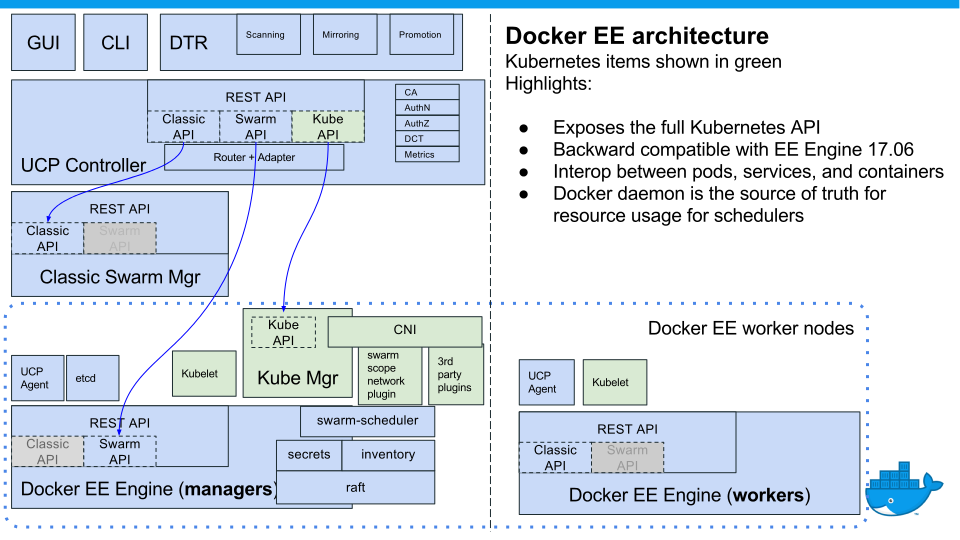 GUI
CLI
DTR
Scanning
Mirroring
Promotion
REST API
Classic
API
Swarm
API
Kube
API
Router + Adapter
UCP Controller
CA
AuthN
AuthZ
DCT
Metrics
REST API
Classic
API
Swarm
API
Classic Swarm Mgr
Kube
API
Kube Mgr
CNI
swarm
scope
network
plugin
3rd
party
plugins
UCP
Agent
etcd
Kubelet
REST API
Classic
API
Swarm
API
Docker EE Engine (managers)
swarm-scheduler
secrets
inventory
raft
Docker EE architecture
Kubernetes items shown in green
Highlights:
● Exposes the full Kubernetes API
● Backward compatible with EE Engine 17.06
● Interop between pods, services, and containers
● Docker daemon is the source of truth for
resource usage for schedulers
Docker EE worker nodes
UCP
Agent
Kubelet
REST API
Classic
API
Swarm
API
Docker EE Engine (workers)